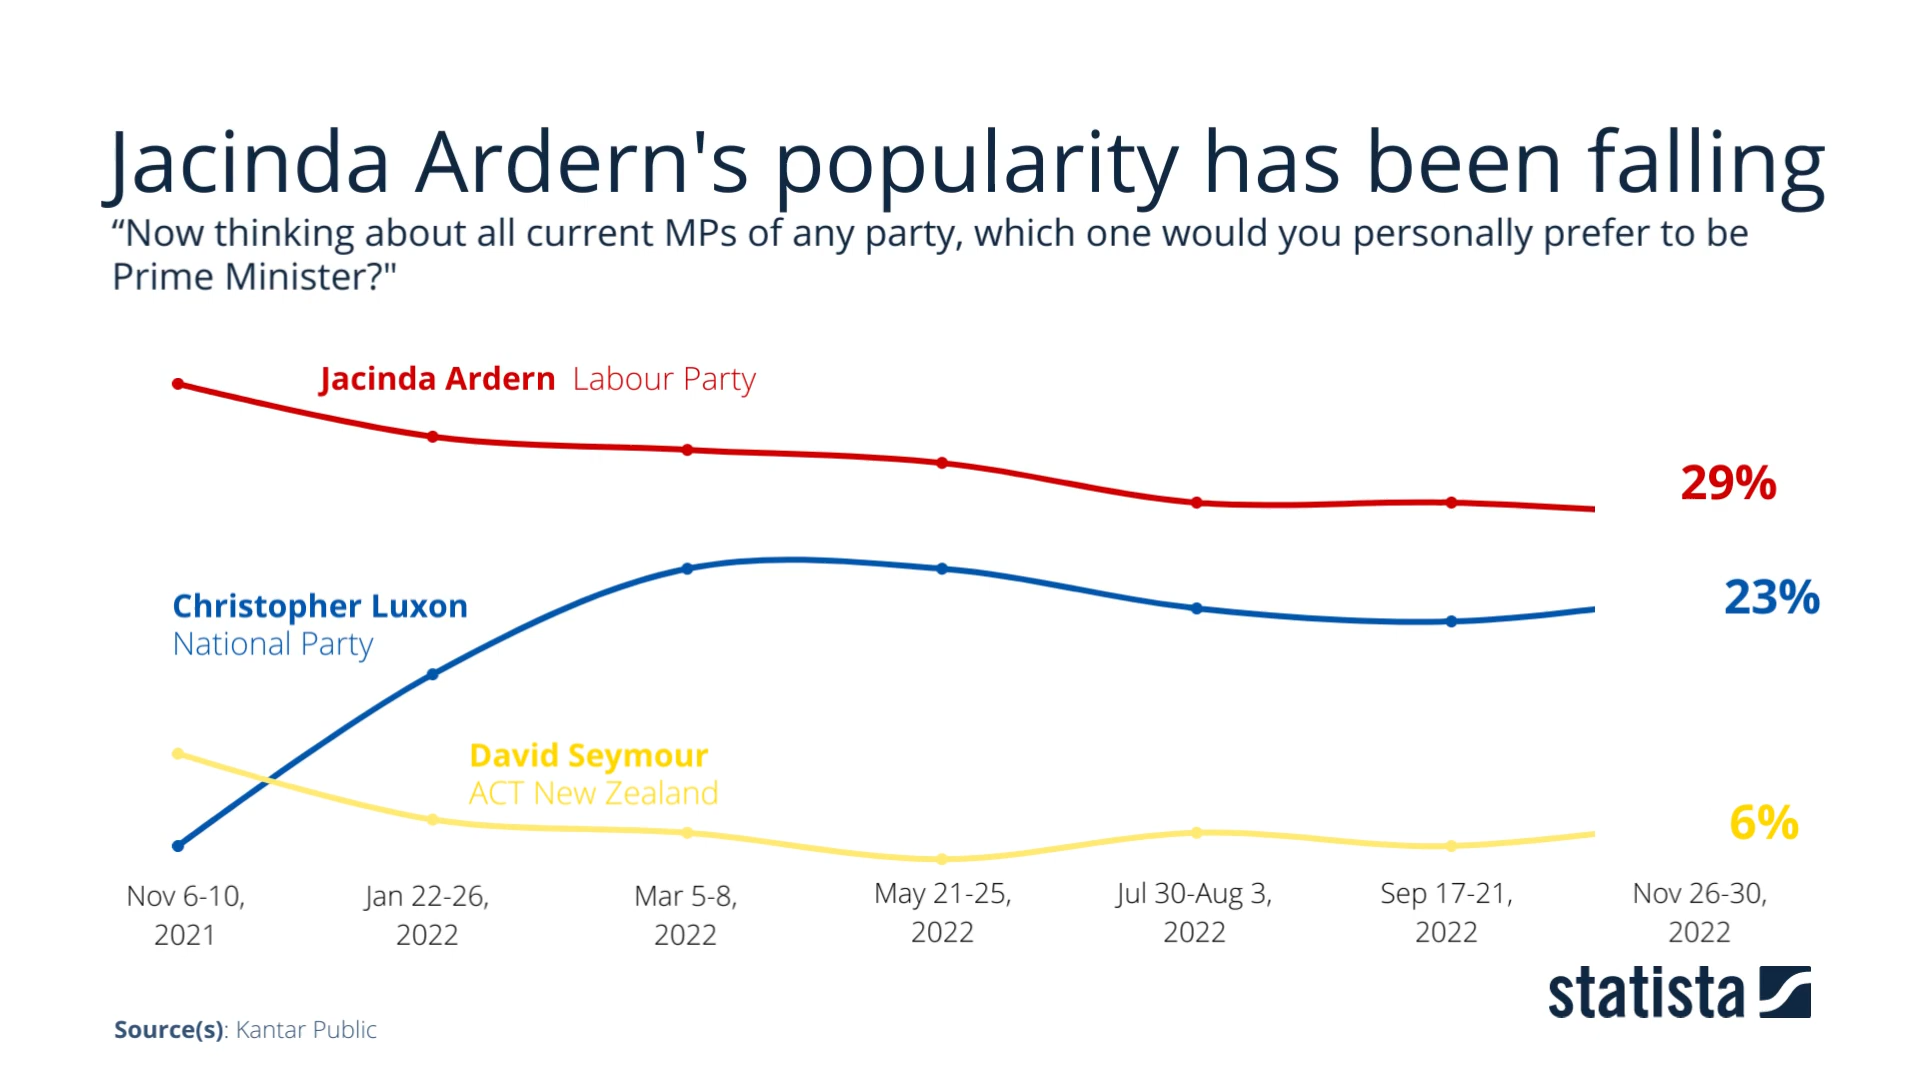 Jacinda Ardern's popularity has been falling
“Now thinking about all current MPs of any party, which one would you personally prefer to be
Prime Minister?"
Jacinda Ardern Labour Party
29%
Christopher Luxon
National Party
23%
David Seymour
ACT New Zealand
6%
Nov 6-10,
2021
Jan 22-26,
2022
Mar 5-8,
2022
May 21-25,
2022
Jul 30-Aug 3,
2022
Sep 17-21,
2022
Nov 26-30,
2022
statista
Source(s): Kantar Public